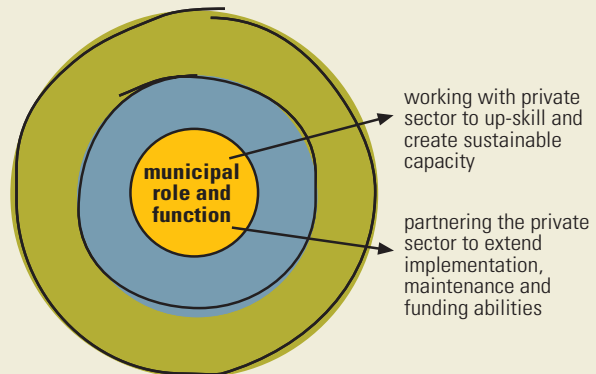 municipal
role and
function
working with private
sector to up-skill and
create sustainable
capacity
partnering the private
sector to extend
implementation,
maintenance and
funding abilities